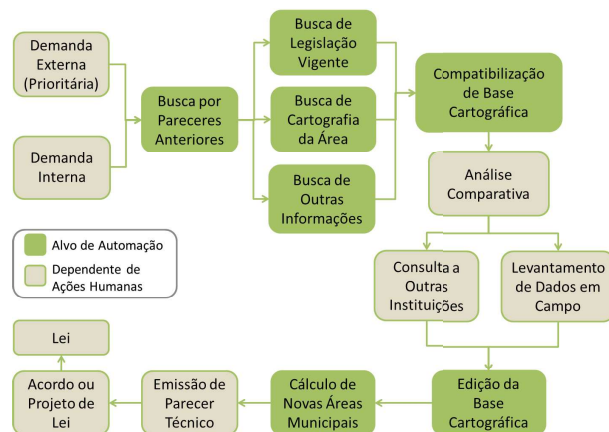 Demanda
Externa
(Prioritária)
Demanda
Interna
Busca por
Pareceres
Anteriores
Busca de
Legislação
Vigente
Busca de
Cartografia
da Área
Busca de
Outras
Informações
Compatibilização
de Base
Cartográfica
Análise
Comparativa
Consulta a
Outras
Instituições
Levantamento
de Dados em
Campo
Alvo de Automação
Dependente de
Ações Humanas
Edição da
Base
Cartográfica
Cálculo de
Novas Áreas
Municipais
Emissão de
Parecer
Técnico
Acordo ou
Projeto de
Lei
Lei